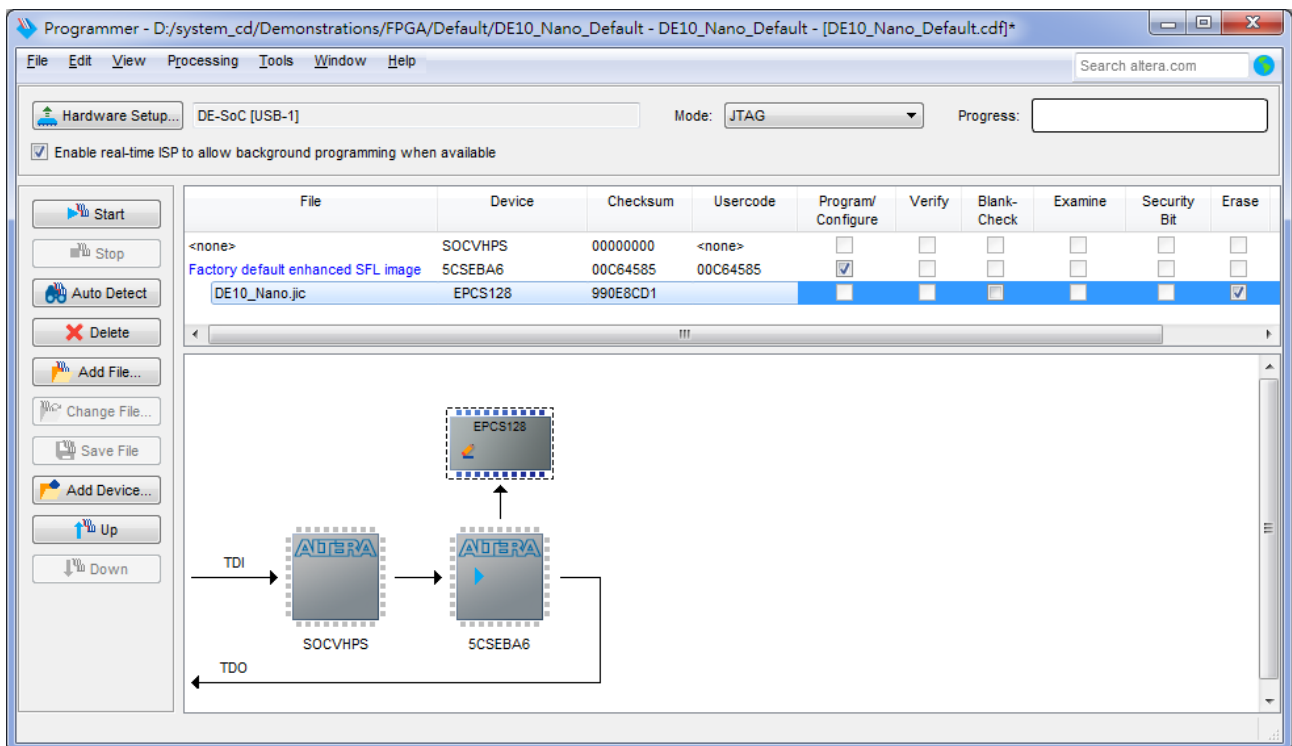 Programmer - D:/system_cd/Demonstrations/FPGA/Default/DE10_Nano_Default - DE10_Nano_Default - [DE10_Nano_Default.cdf]*
File Edit View Processing Tools Window Help Search altera.com
Hardware Setup... DE-SoC [USB-1] Mode: JTAG Progress:
Enable real-time ISP to allow background programming when available
Start
Stop
Auto Detect
Delete
Add File...
Change File...
Save File
Add Device...
Up
Down
File Device Checksum Usercode Program/ Configure Verify Blank- Check Examine Security Bit Erase
<none> SOCVHPS 00000000 <none>
Factory default enhanced SFL image 5CSEBA6 00C64585 00C64585
DE10_Nano.jic EPCS128 990E8CD1
EPCS128
TDI
ALTERA
SOCVHPS
ALTERA
5CSEBA6
TDO